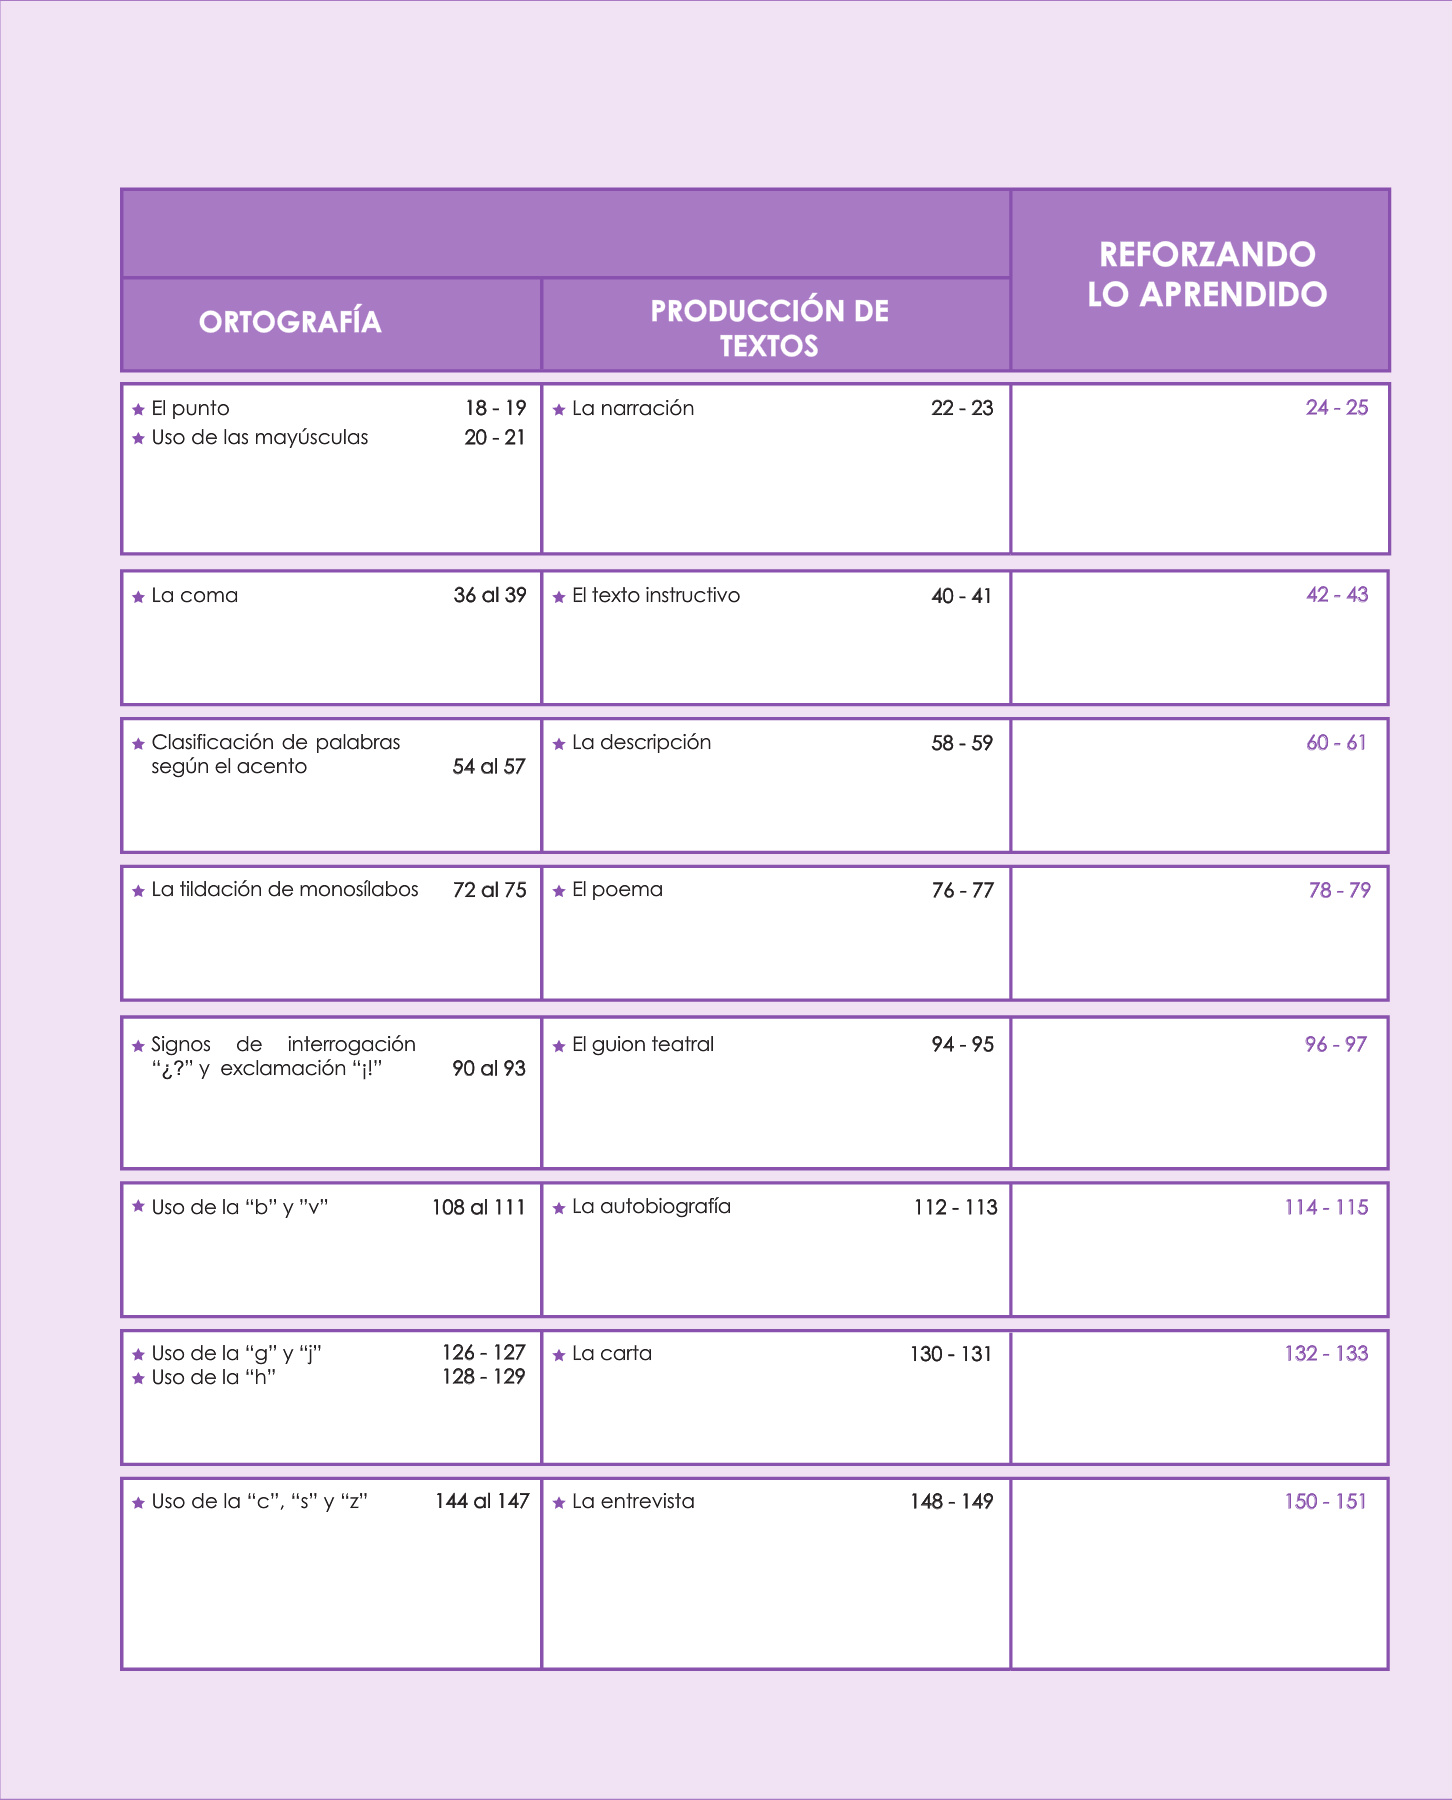 ORTOGRAFÍA
PRODUCCIÓN DE
TEXTOS
REFORZANDO
LO APRENDIDO
El punto 18 - 19
Uso de las mayúsculas 20 - 21
La narración 22 - 23
24 - 25
La coma 36 al 39
El texto instructivo 40 - 41
42 - 43
Clasificación de palabras
según el acento 54 al 57
La descripción 58 - 59
60 - 61
La tildación de monosílabos 72 al 75
El poema 76 - 77
78 - 79
Signos de interrogación
“¿?” y exclamación “¡!” 90 al 93
El guion teatral 94 - 95
96 - 97
Uso de la “b” y ”v” 108 al 111
La autobiografía 112 - 113
114 - 115
Uso de la “g” y “j” 126 - 127
Uso de la “h” 128 - 129
La carta 130 - 131
132 - 133
Uso de la “c”, “s” y “z” 144 al 147
La entrevista 148 - 149
150 - 151